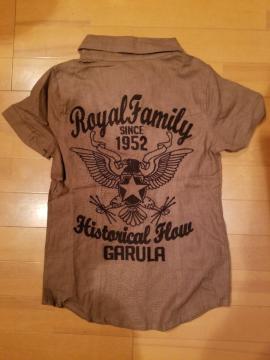 Royal Family
SINCE
1952
Historical Flow
GARULA